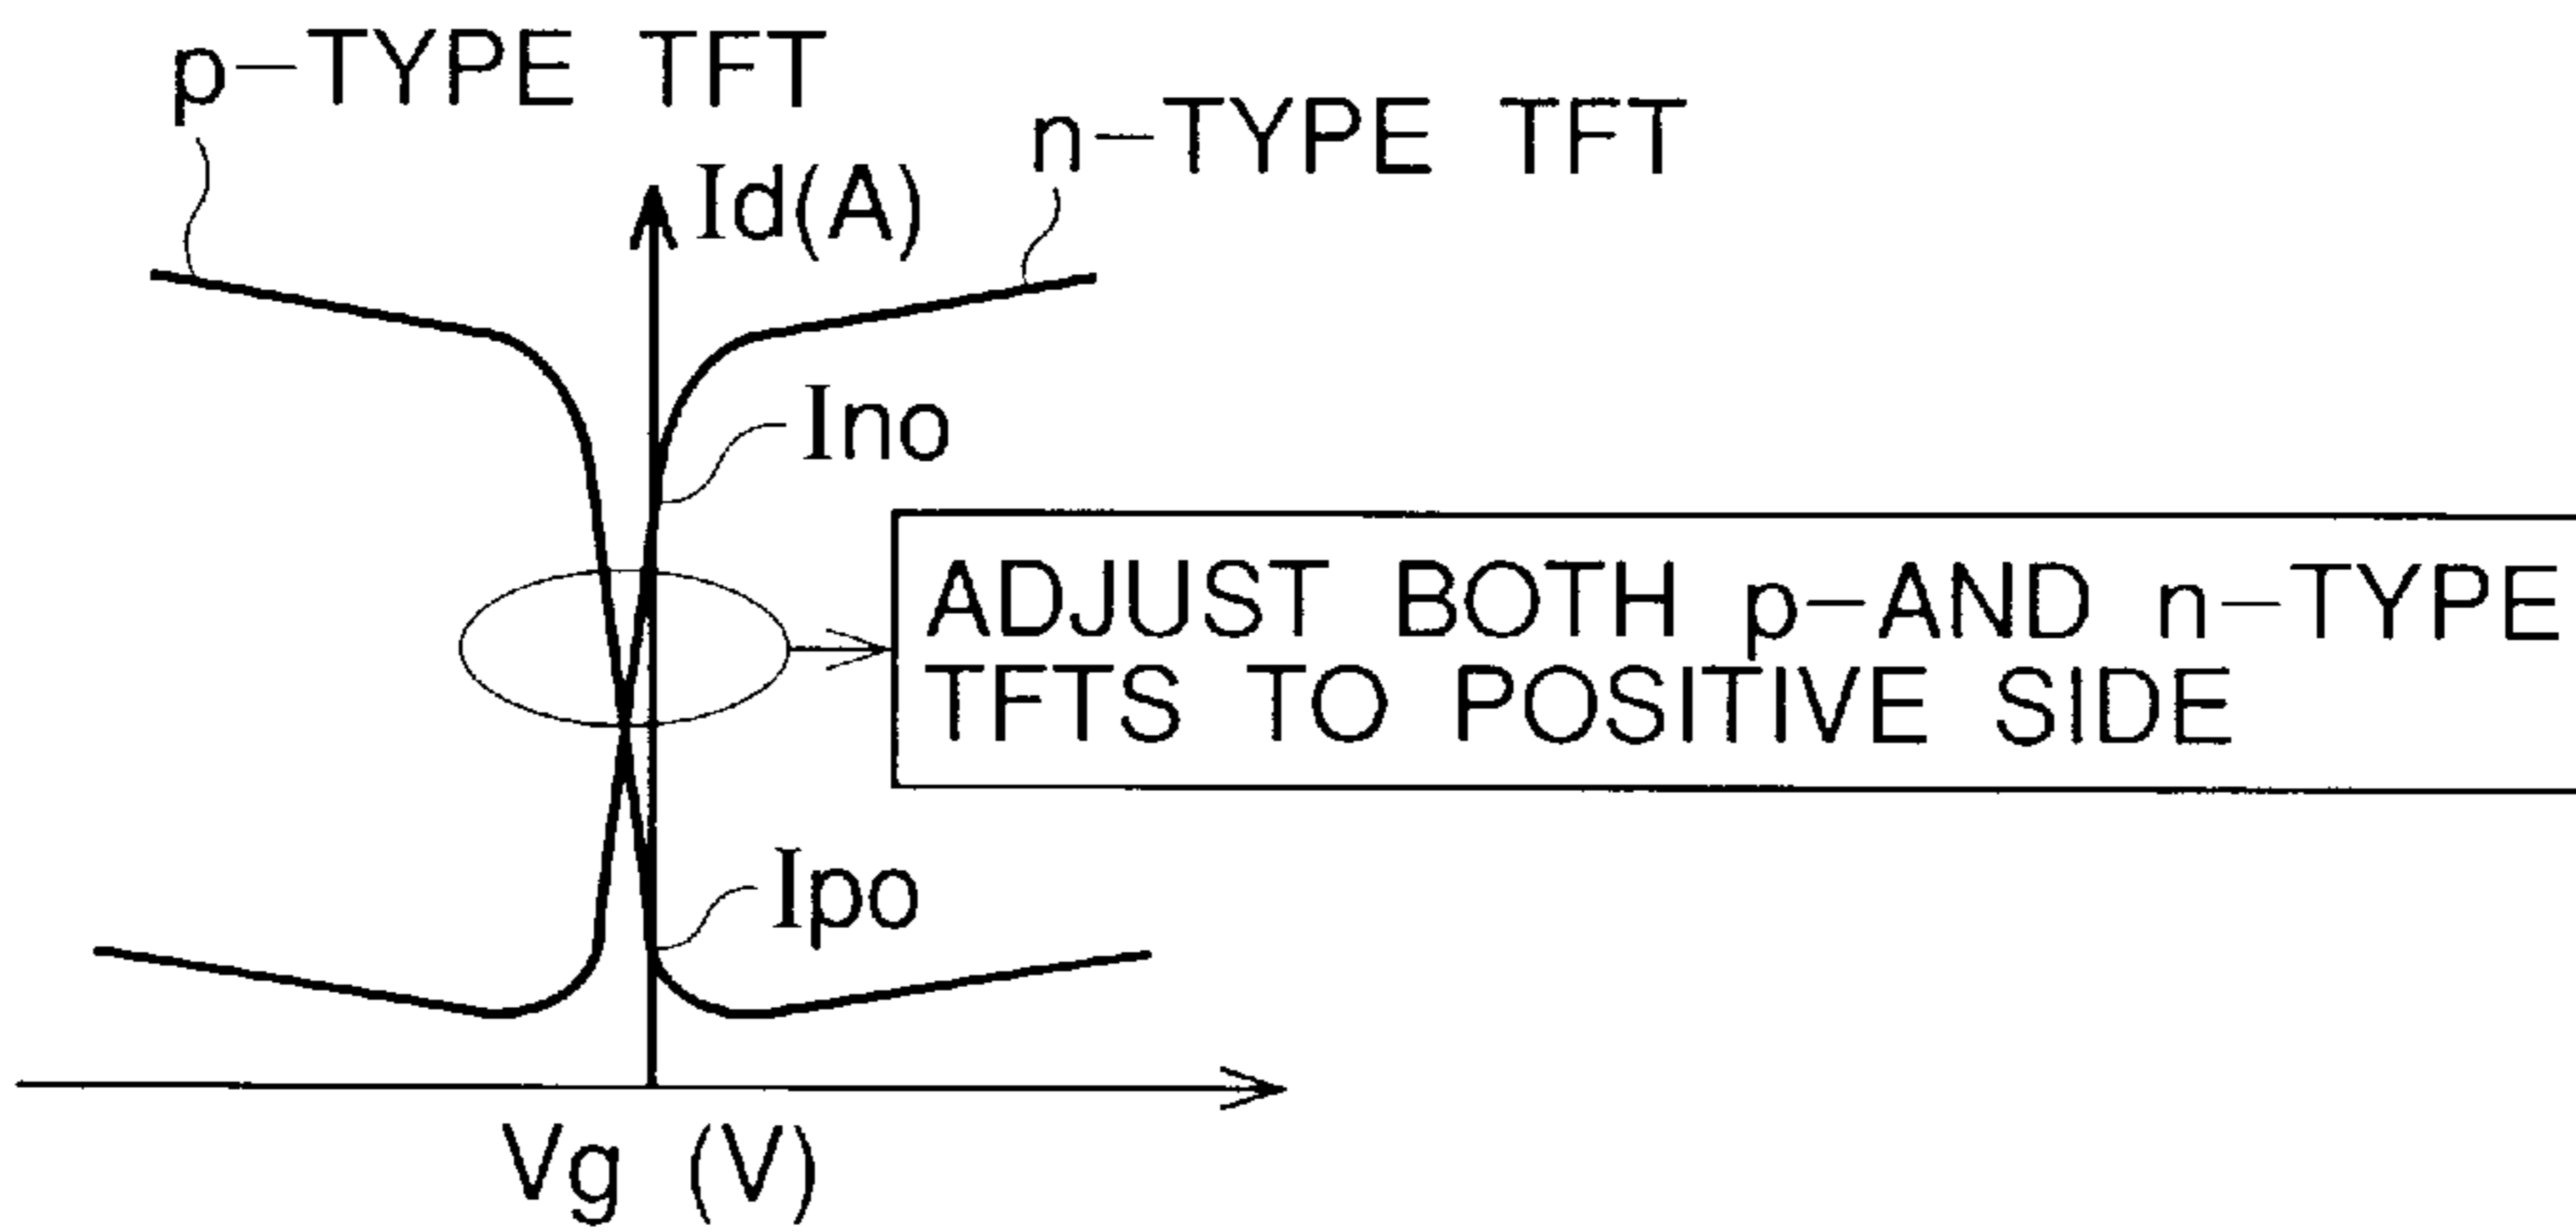 p-TYPE TFT
n-TYPE TFT
Id(A)
Ino
ADJUST BOTH p-AND n-TYPE
TFTS TO POSITIVE SIDE
Ipo
Vg (V)